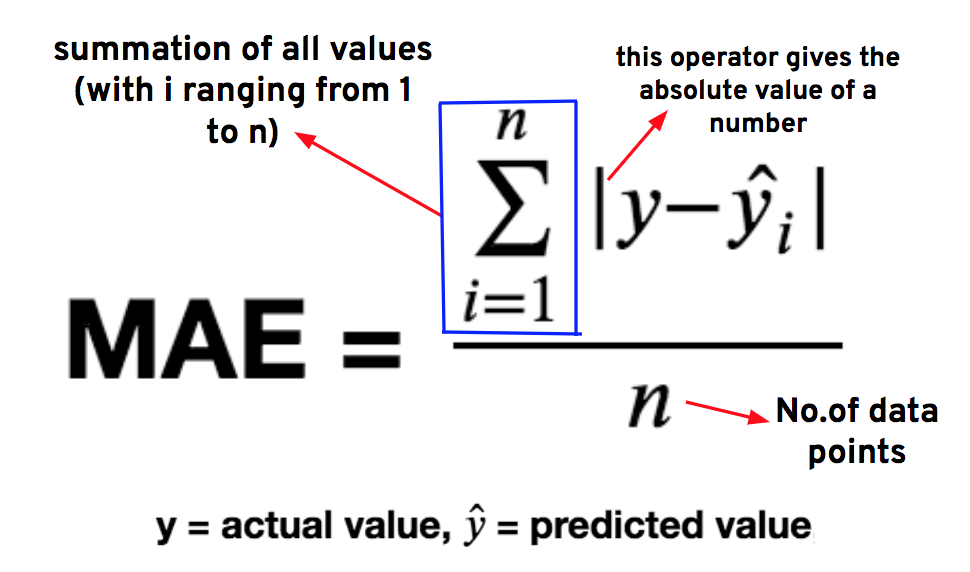 summation of all values
(with i ranging from 1
to n)
this operator gives the
absolute value of a
number
n
∑ |y−ŷᵢ|
i=1
MAE =
n
No.of data
points
y = actual value, ŷ = predicted value